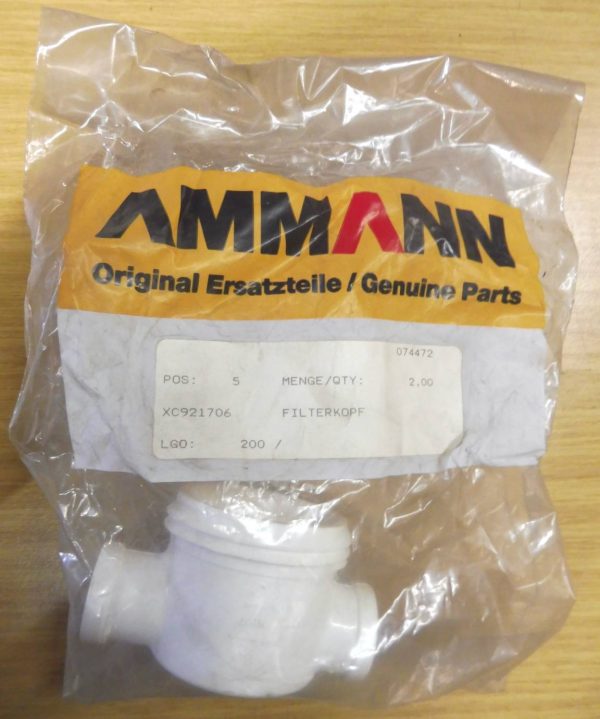 AMMANN
Original Ersatzteile / Genuine Parts
074472
POS: 5 MENGE/QTY: 2.00
XC921706 FILTERKOPF
LGO: 200 /